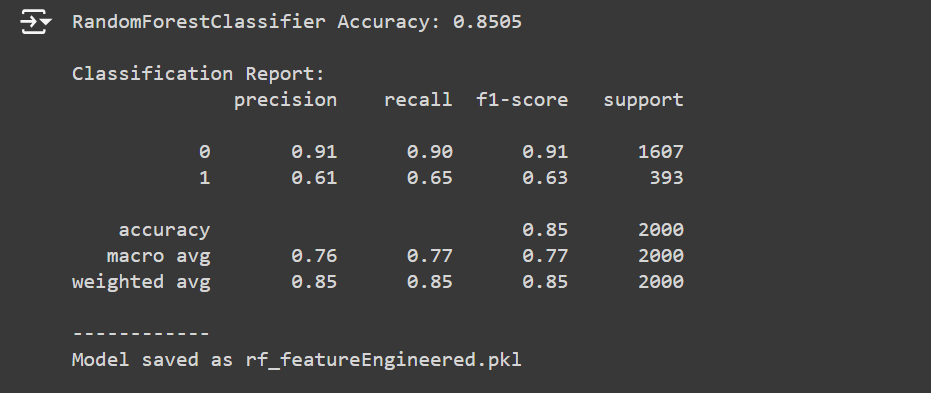 RandomForestClassifier Accuracy: 0.8505
Classification Report:
precision recall f1-score support
0 0.91 0.90 0.91 1607
1 0.61 0.65 0.63 393
accuracy 0.85 2000
macro avg 0.76 0.77 0.77 2000
weighted avg 0.85 0.85 0.85 2000
------------
Model saved as rf_featureEngineered.pkl